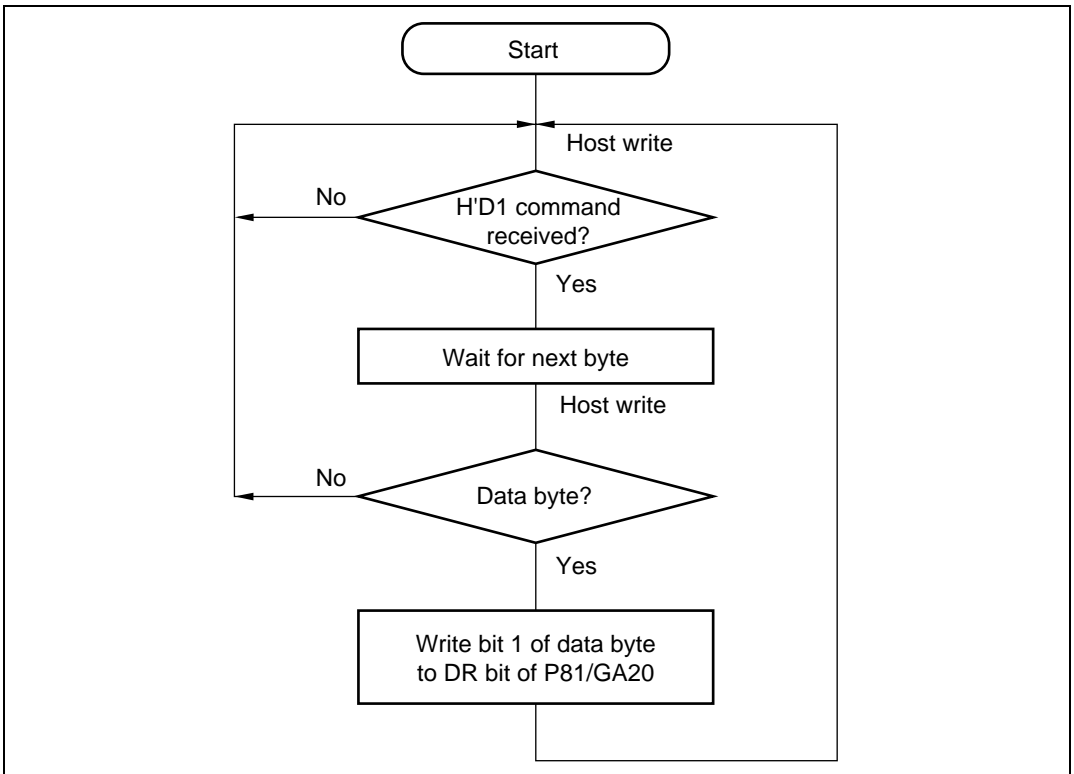 Start
Host write
No
H'D1 command
received?
Yes
Wait for next byte
Host write
No
Data byte?
Yes
Write bit 1 of data byte
to DR bit of P81/GA20